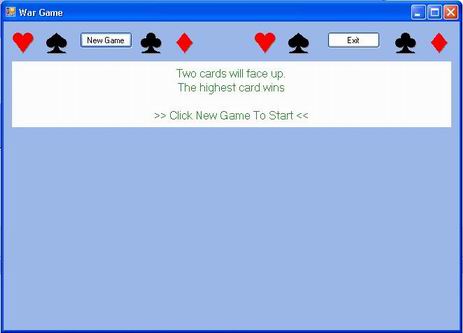 War Game
New Game
Exit
Two cards will face up.
The highest card wins
>> Click New Game To Start <<